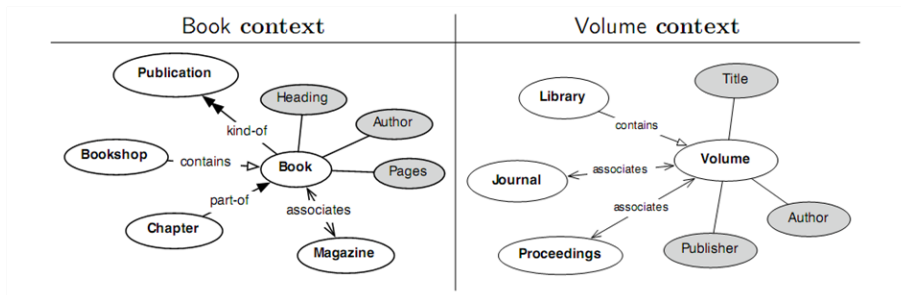 Book context
Volume context
Publication
Heading
kind-of
Author
Bookshop
contains
Book
Pages
part-of
associates
Chapter
Magazine
Title
Library
contains
Volume
Journal
associates
associates
Author
Proceedings
Publisher